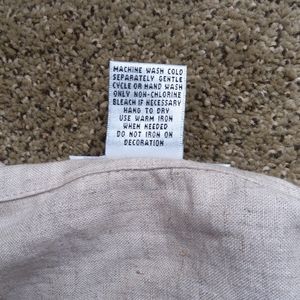 MACHINE WASH COLD
SEPARATELY GENTLE
CYCLE OR HAND WASH
ONLY NON-CHLORINE
BLEACH IF NECESSARY
HANG TO DRY
USE WARM IRON
WHEN NEEDED
DO NOT IRON ON
DECORATION